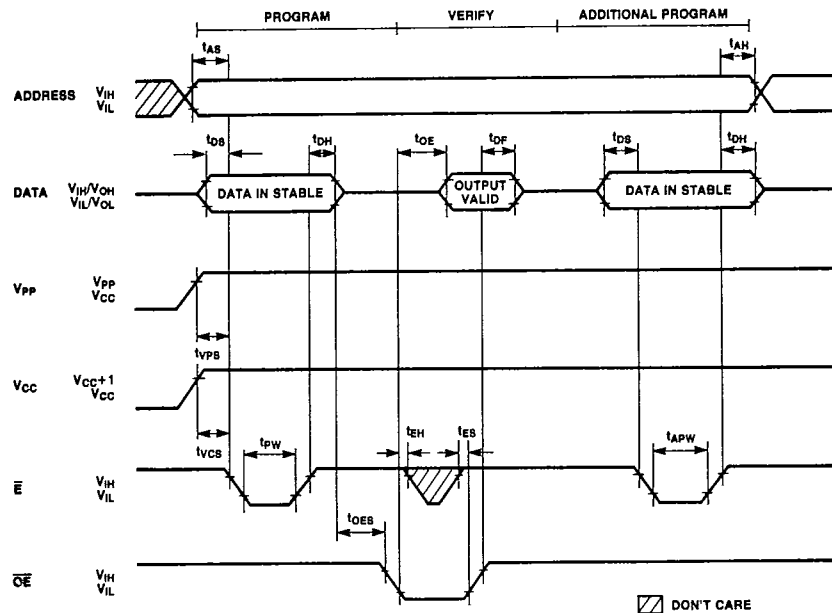 PROGRAM VERIFY ADDITIONAL PROGRAM
tAS tAH
ADDRESS VIH
VIL
tDS tDH tOE tDF tDS tDH
DATA VIH/VOH
VIL/VOL
DATA IN STABLE OUTPUT VALID DATA IN STABLE
VPP VPP
VCC
tVPS
VCC VCC+1
VCC
tVCS tPW tEH tES tAPW
E VIH
VIL
tOES
OE VIH
VIL
DON'T CARE